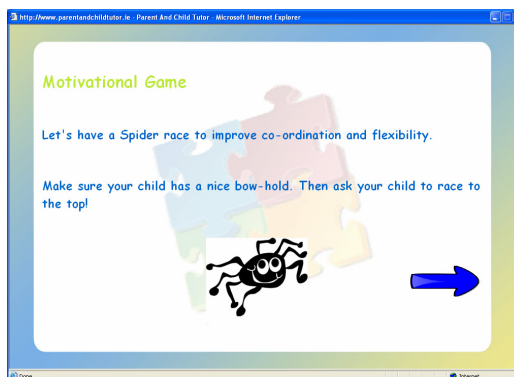 http://www.parentandchildtutor.ie - Parent And Child Tutor - Microsoft Internet Explorer
Motivational Game
Let's have a Spider race to improve co-ordination and flexibility.
Make sure your child has a nice bow-hold. Then ask your child to race to
the top!
Done
Internet